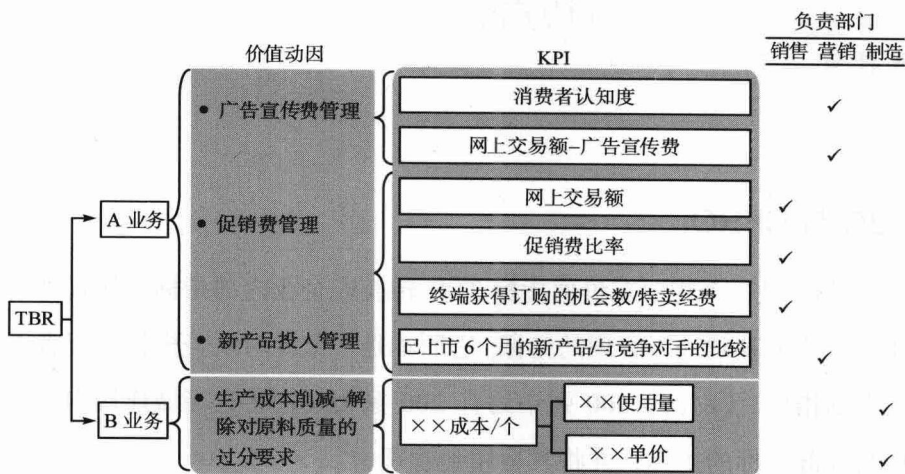 负责部门
价值动因 KPI 销售 营销 制造
• 广告宣传费管理 消费者认知度 ✓
网上交易额–广告宣传费 ✓
A 业务 • 促销费管理 网上交易额 ✓
促销费比率 ✓
终端获得订购的机会数/特卖经费 ✓
TBR
• 新产品投入管理 已上市 6 个月的新产品/与竞争对手的比较 ✓
B 业务 • 生产成本削减–解 ××成本/个 ××使用量 ✓
除对原料质量的
过分要求 ××单价 ✓